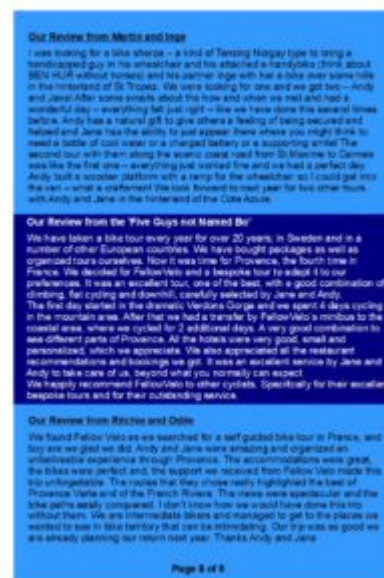 Our Review from Martin and Inge
I was looking for a bike sherpa – a kind of Tensing Norgay type to bring a
handicapped guy in his wheelchair and his attached e-handybike (think about
BEN HUR without horses) and his partner Inge with her e-bike over some hills
in the hinterland of St Tropez. We were looking for one and we got two – Andy
and Jane! After some emails about the how and when we met and had a
wonderful day – everything felt just right – like we have done this several times
before. Andy has a natural gift to give others a feeling of being secured and
helped and Jane has the ability to just appear there where you might think to
need a bottle of cool water or a charged battery or a supporting smile! The
second tour with them along the scenic coast road from St Maxime to Cannes
was like the first one – everything just worked fine and we had a perfect day.
Andy built a wooden platform with a ramp for the wheelchair so I could get into
the van – what a craftsmen! We look forward to next year for two other tours
with Andy and Jane in the hinterland of the Cote Azure.
Our Review from the 'Five Guys not Named Bo'
We have taken a bike tour every year for over 20 years, in Sweden and in a
number of other European countries. We have bought packages as well as
organized tours ourselves. Now it was time for Provence, the fourth time in
France. We decided for FellowVelo and a bespoke tour to adapt it to our
preferences. It was an excellent tour, one of the best, with a good combination of
climbing, flat cycling and downhill, carefully selected by Jane and Andy.
The first day started in the dramatic Verdons Gorge and we spent 4 days cycling
in the mountain area. After that we had a transfer by FellowVelo's minibus to the
coastal area, where we cycled for 2 additional days. A very good combination to
see different parts of Provence. All the hotels were very good, small and
personalized, which we appreciate. We also appreciated all the restaurant
recommendations and bookings we got. It was an excellent service by Jane and
Andy to take care of us, beyond what you normally can expect.
We happily recommend FellowVelo to other cyclists. Specifically for their excellent
bespoke tours and for their outstanding service.
Our Review from Ritchie and Odile
We found Fellow Velo as we searched for a self guided bike tour in France, and
boy are we glad we did. Andy and Jane were amazing and organized an
unbelievable experience through Provence. The accommodations were great,
the bikes were perfect and, the support we received from Fellow Velo made this
trip unforgettable. The routes that they chose really highlighted the best of
Provence Verte and of the French Riviera. The views were spectacular and the
bike paths easily compared. I don't know how we would have done this trip
without them. We are intermediate bikers and managed to get to the places we
wanted to see in bike territory that can be intimidating. Our trip was so good we
are already planning our return next year. Thanks Andy and Jane
Page 8 of 9